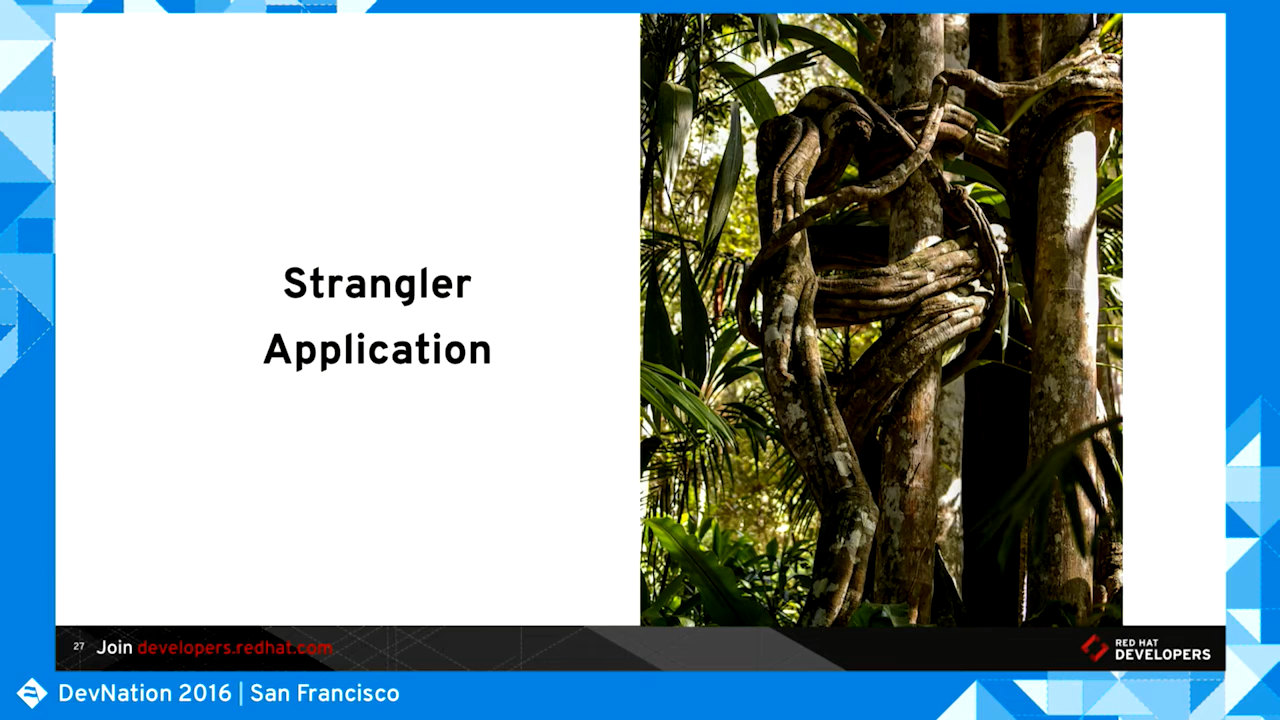 Strangler
Application
27 Join developers.redhat.com
RED HAT
DEVELOPERS
DevNation 2016 | San Francisco